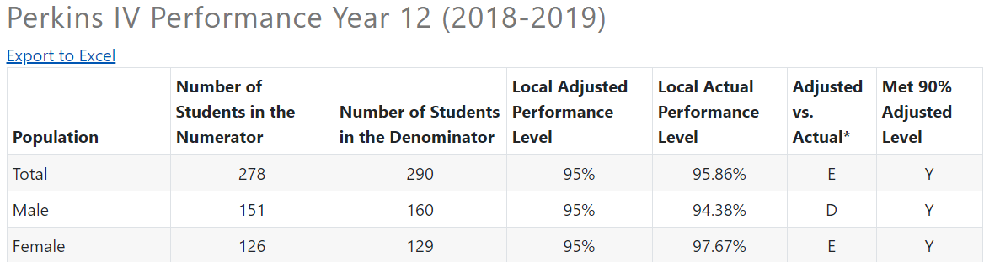 Perkins IV Performance Year 12 (2018-2019)
Export to Excel
Population Number of Students in the Numerator Number of Students in the Denominator Local Adjusted Performance Level Local Actual Performance Level Adjusted vs. Actual* Met 90% Adjusted Level
Total 278 290 95% 95.86% E Y
Male 151 160 95% 94.38% D Y
Female 126 129 95% 97.67% E Y